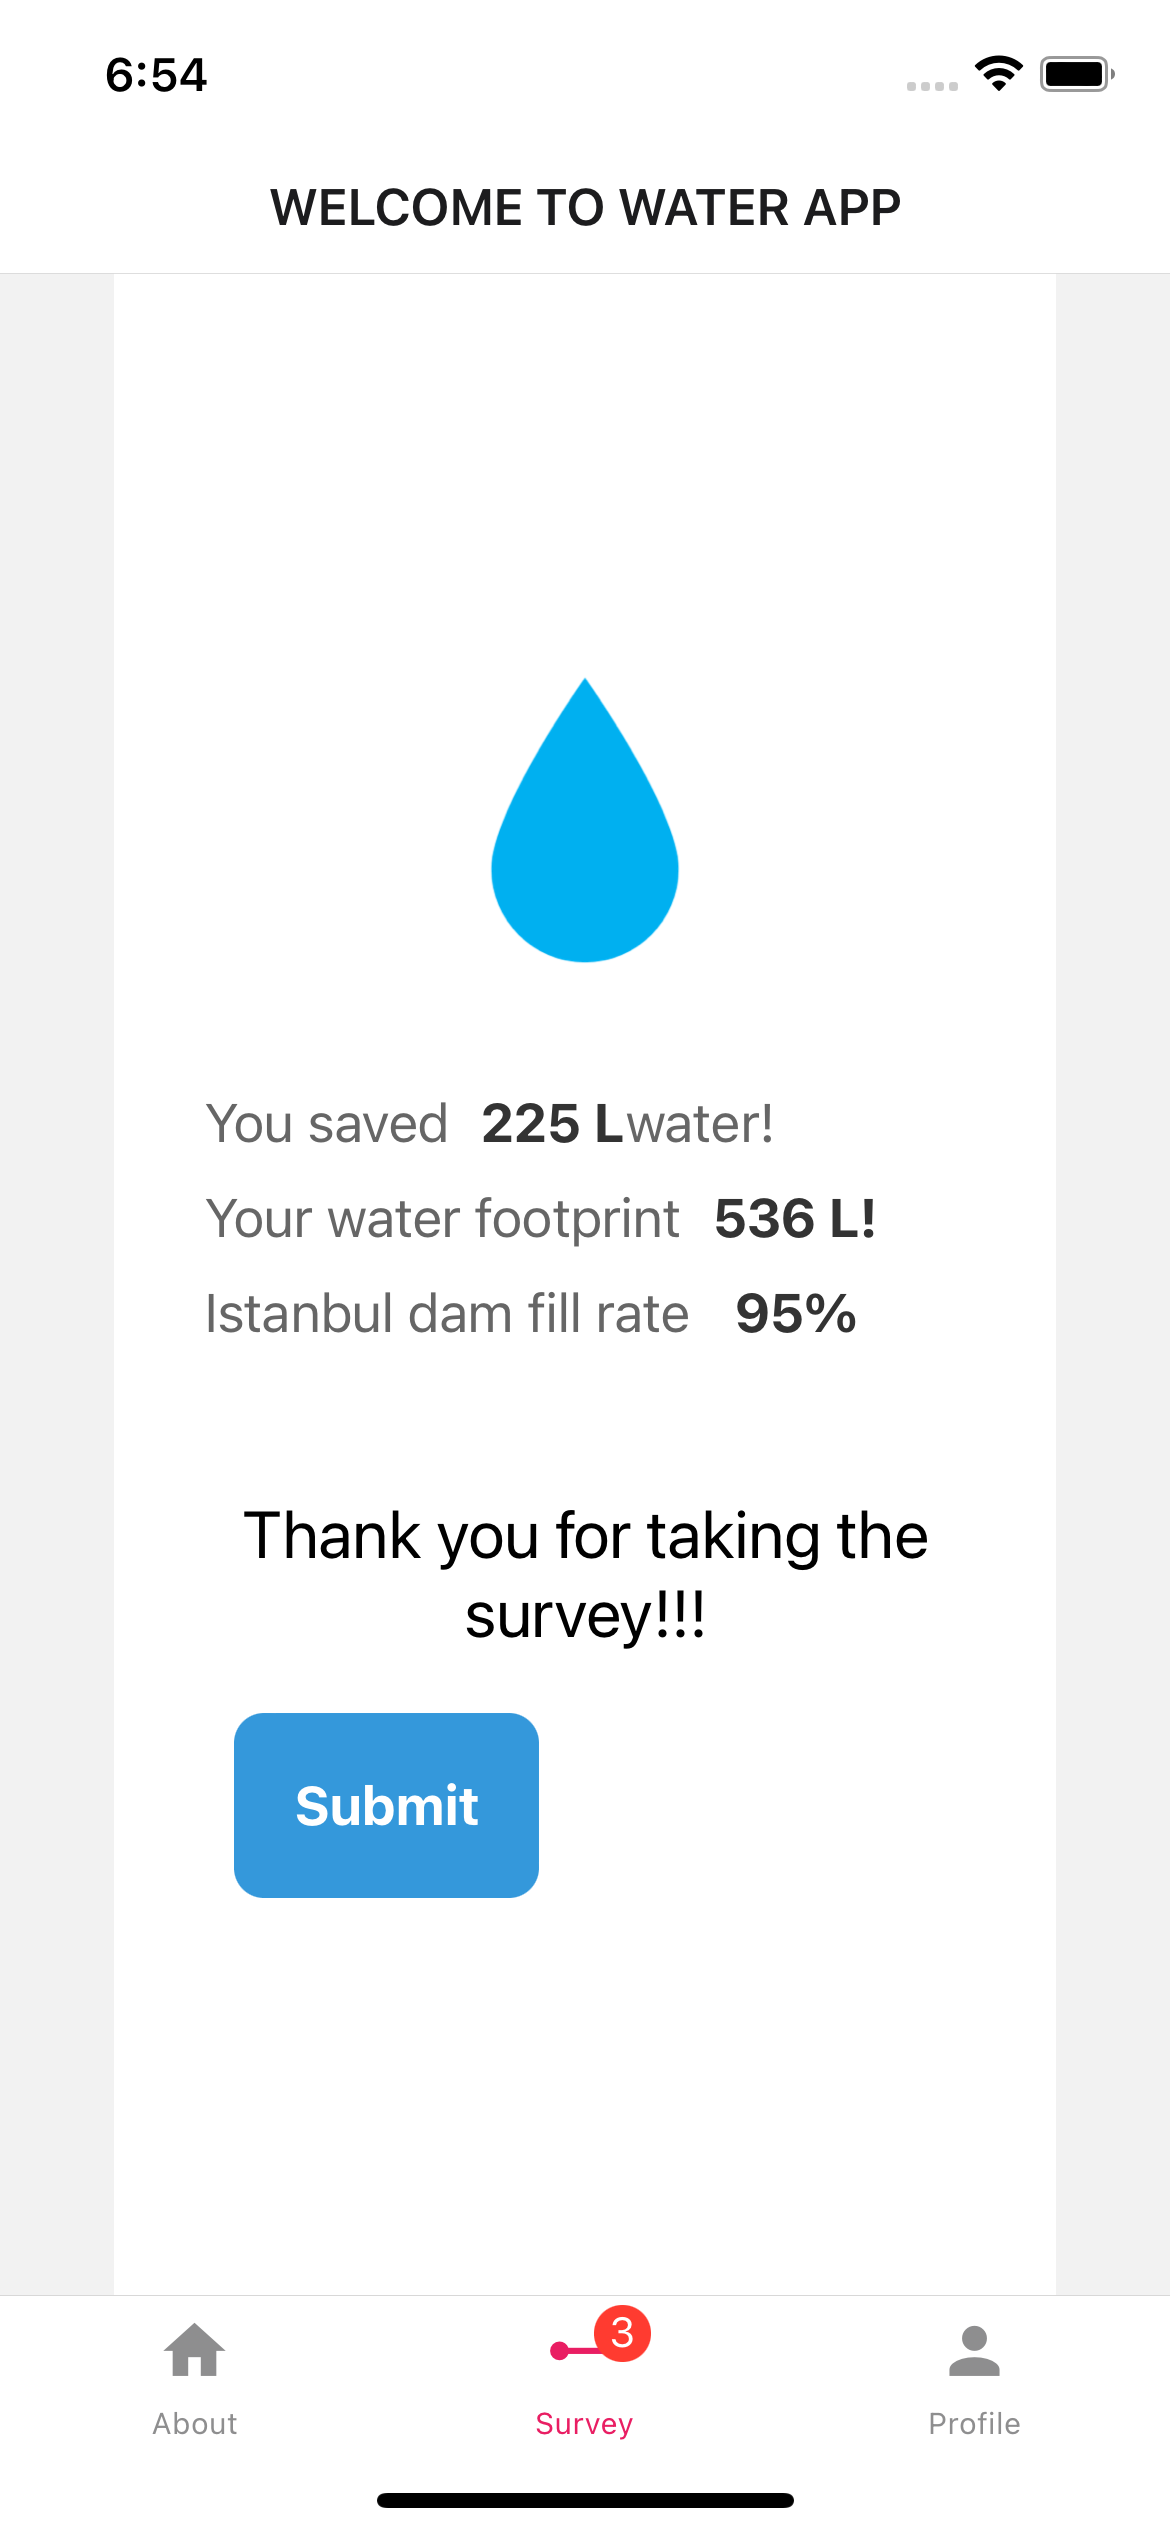 6:54
WELCOME TO WATER APP
You saved 225 L water!
Your water footprint 536 L!
Istanbul dam fill rate 95%
Thank you for taking the
survey!!!
Submit
3
About
Survey
Profile